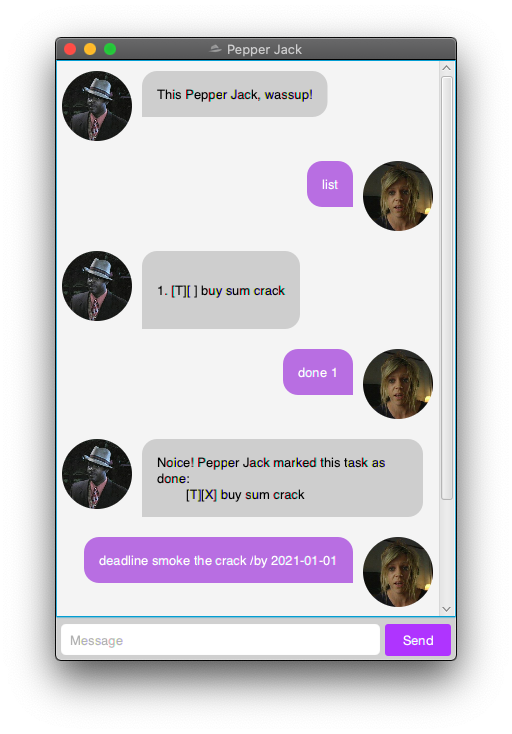 Pepper Jack
This Pepper Jack, wassup!
list
1. [T][ ] buy sum crack
done 1
Noice! Pepper Jack marked this task as
done:
[T][X] buy sum crack
deadline smoke the crack /by 2021-01-01
Message
Send